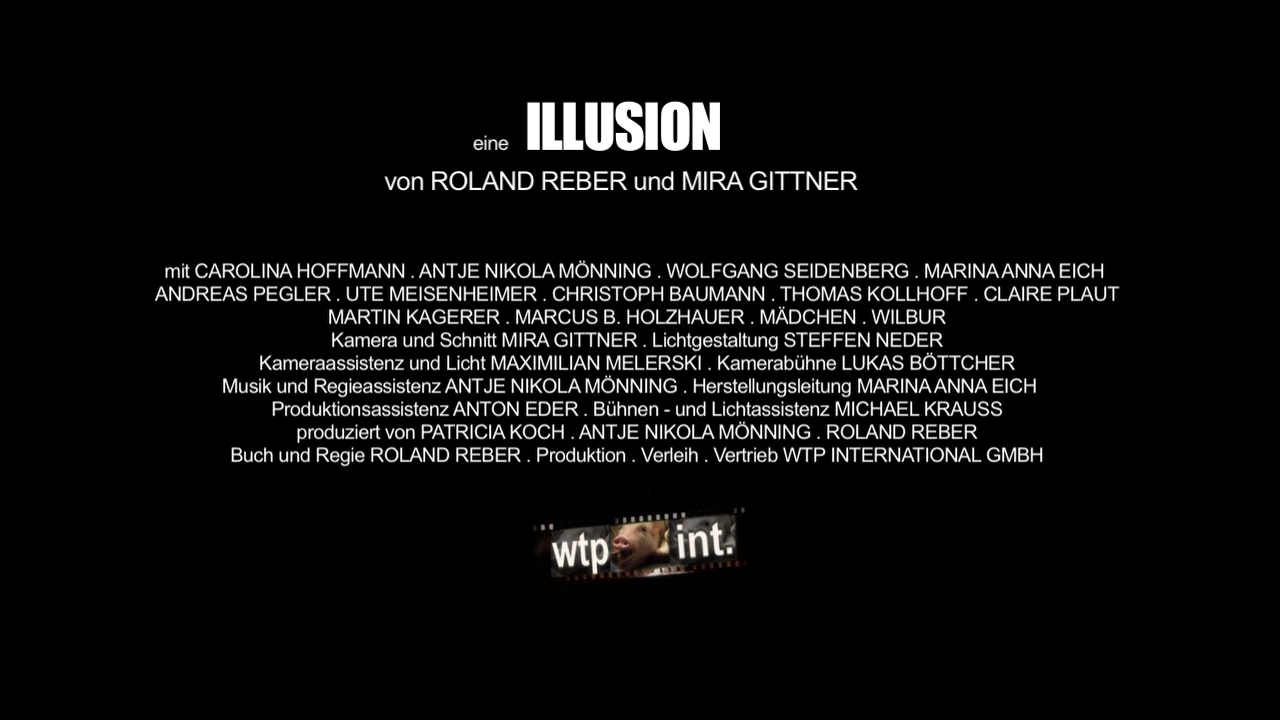 eine ILLUSION
von ROLAND REBER und MIRA GITTNER
mit CAROLINA HOFFMANN . ANTJE NIKOLA MÖNNING . WOLFGANG SEIDENBERG . MARINA ANNA EICH
ANDREAS PEGLER . UTE MEISENHEIMER . CHRISTOPH BAUMANN . THOMAS KOLLHOFF . CLAIRE PLAUT
MARTIN KAGERER . MARCUS B. HOLZHAUER . MÄDCHEN . WILBUR
Kamera und Schnitt MIRA GITTNER . Lichtgestaltung STEFFEN NEDER
Kameraassistenz und Licht MAXIMILIAN MELERSKI . Kamerabühne LUKAS BÖTTCHER
Musik und Regieassistenz ANTJE NIKOLA MÖNNING . Herstellungsleitung MARINA ANNA EICH
Produktionsassistenz ANTON EDER . Bühnen - und Lichtassistenz MICHAEL KRAUSS
produziert von PATRICIA KOCH . ANTJE NIKOLA MÖNNING . ROLAND REBER
Buch und Regie ROLAND REBER . Produktion . Verleih . Vertrieb WTP INTERNATIONAL GMBH
wtp int.